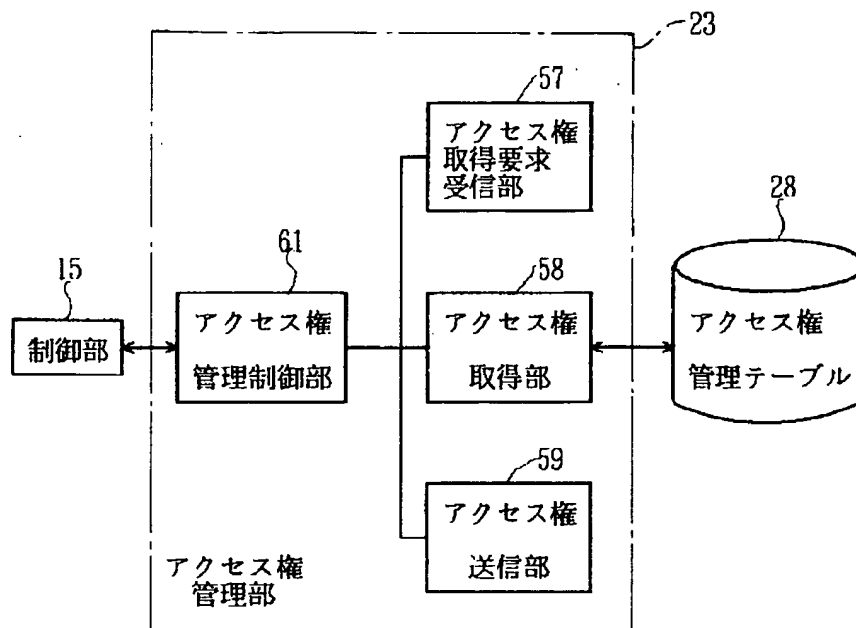 23
57
アクセス権
取得要求
受信部
28
61
58
15
アクセス権
管理制御部
アクセス権
取得部
アクセス権
管理テーブル
制御部
59
アクセス権
送信部
アクセス権
管理部